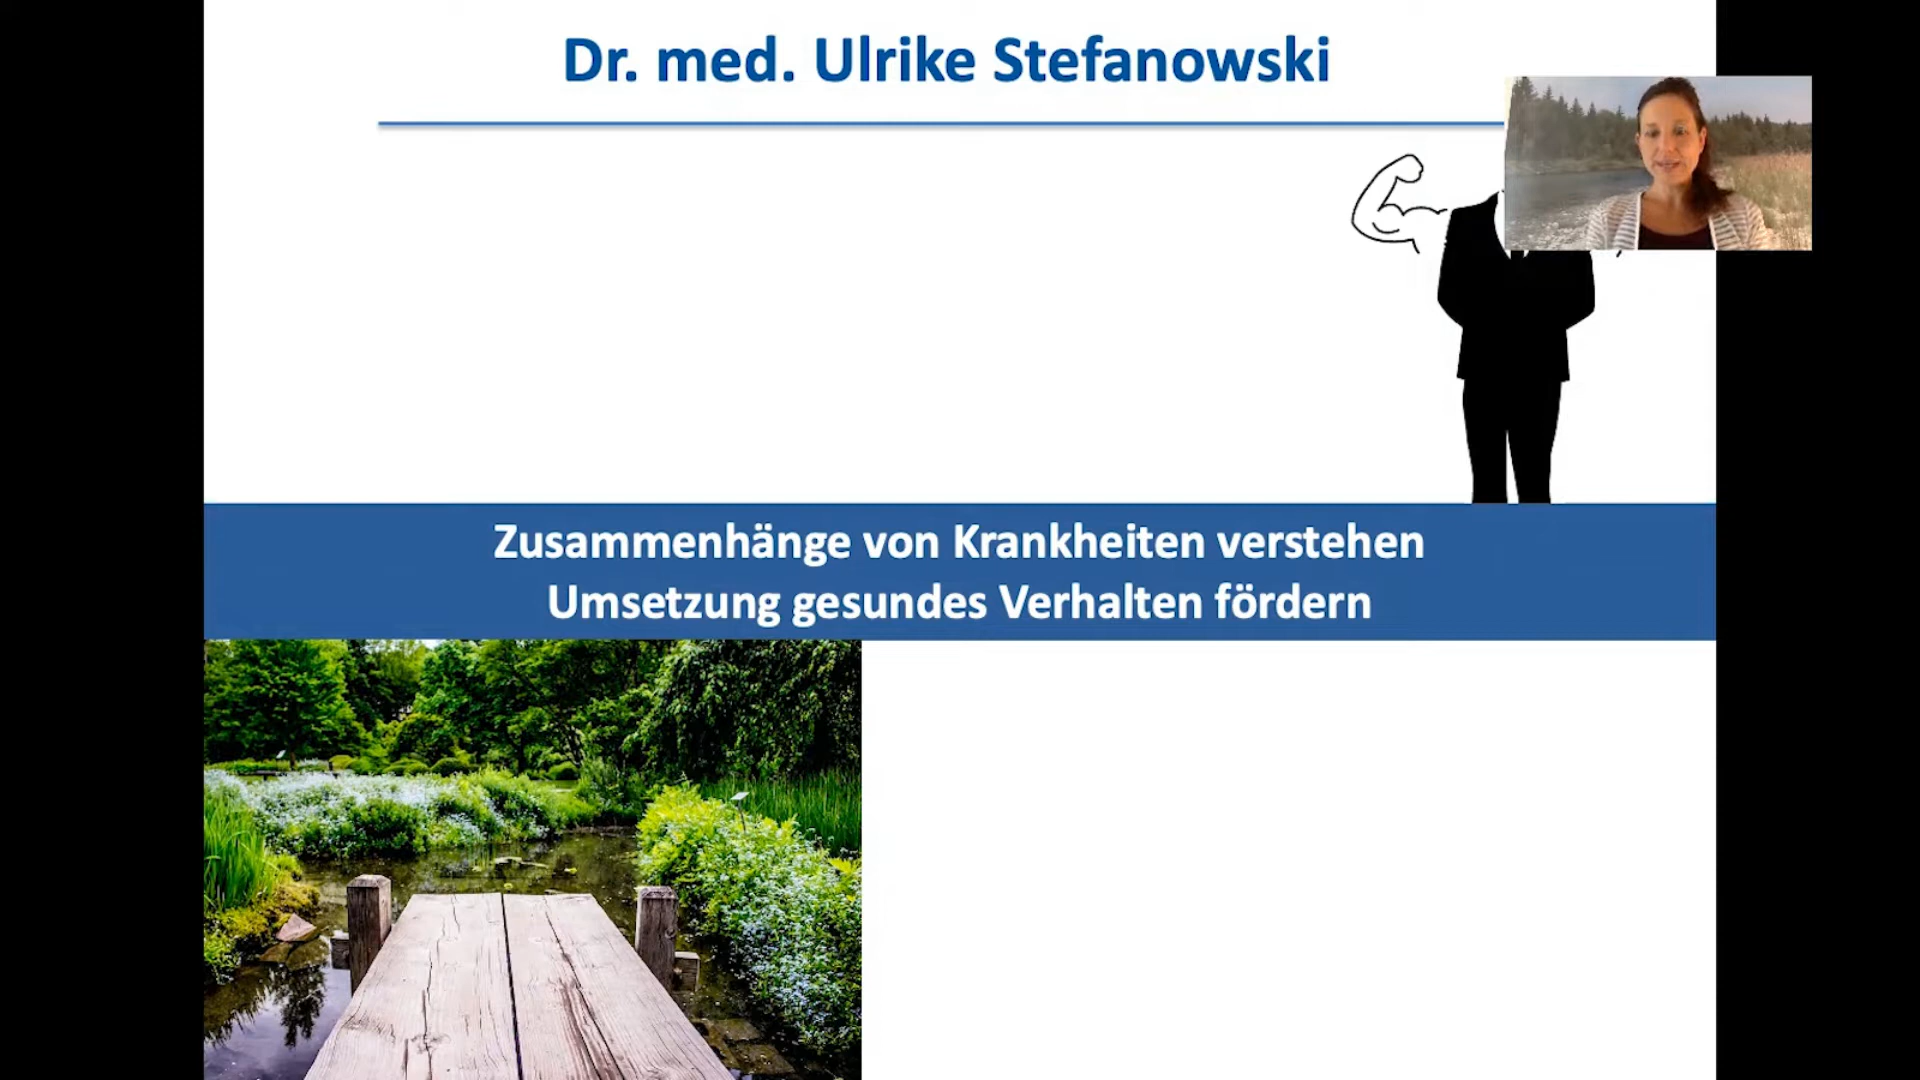 Dr. med. Ulrike Stefanowski
Zusammenhänge von Krankheiten verstehen
Umsetzung gesundes Verhalten fördern